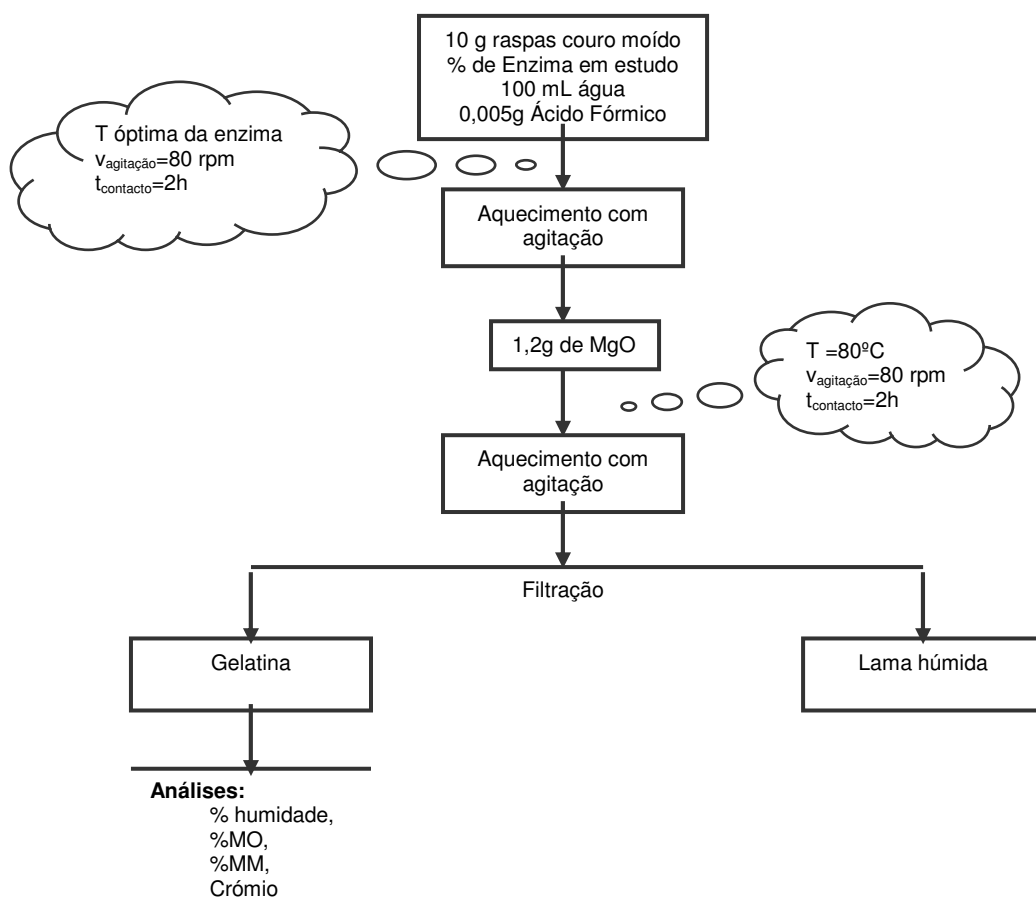 10 g raspas couro moído
% de Enzima em estudo
100 mL água
0,005g Ácido Fórmico
T óptima da enzima
vagitação=80 rpm
tcontacto=2h
Aquecimento com
agitação
1,2g de MgO
T =80ºC
vagitação=80 rpm
tcontacto=2h
Aquecimento com
agitação
Filtração
Gelatina
Lama húmida
Análises:
% humidade,
%MO,
%MM,
Crómio